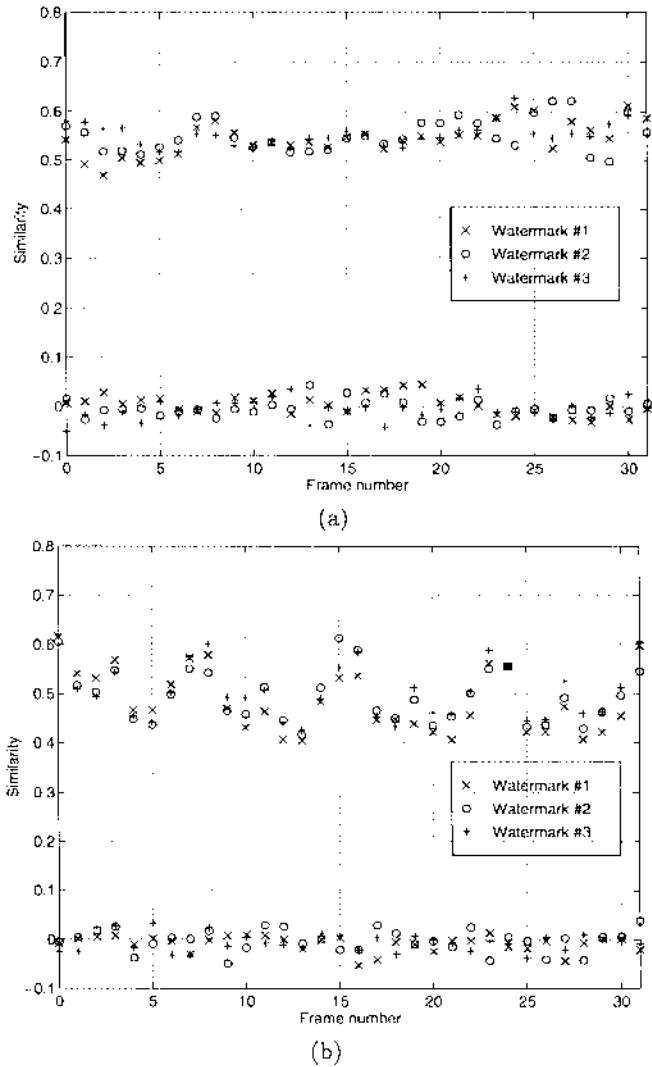 0.8
0.7
0.6
0.5
0.4
0.3
0.2
0.1
0
−0.1
Similarity
× Watermark #1
o Watermark #2
+ Watermark #3
0 5 10 15 20 25 30
Frame number
(a)
0.8
0.7
0.6
0.5
0.4
0.3
0.2
0.1
0
−0.1
Similarity
× Watermark #1
o Watermark #2
+ Watermark #3
0 5 10 15 20 25 30
Frame number
(b)